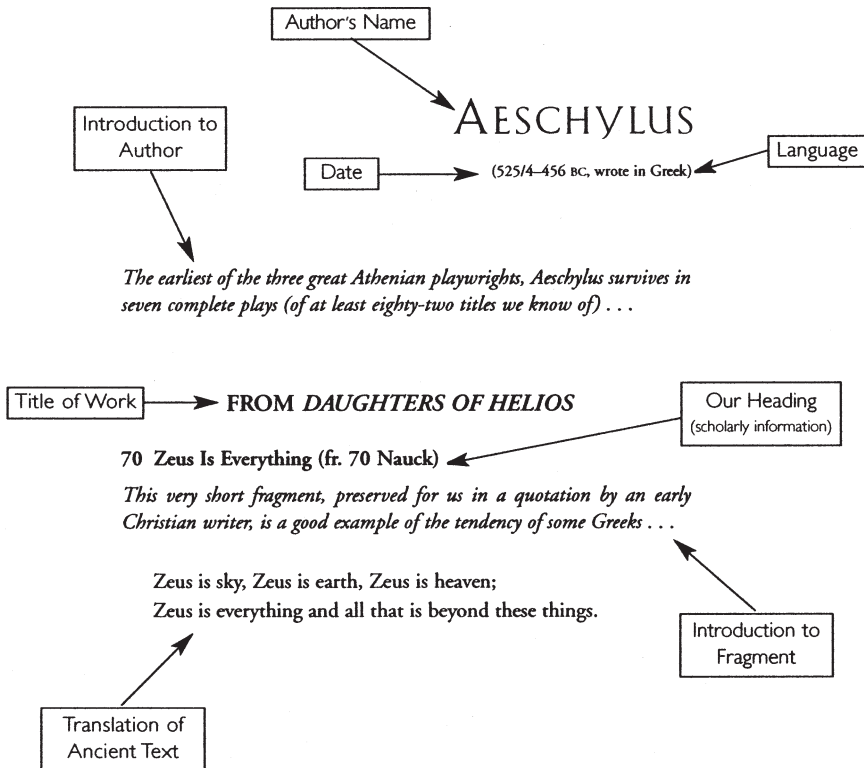 Author's Name
AESCHYLUS
Introduction to
Author
Date
(525/4–456 BC, wrote in Greek)
Language
The earliest of the three great Athenian playwrights, Aeschylus survives in
seven complete plays (of at least eighty-two titles we know of) . . .
Title of Work
FROM DAUGHTERS OF HELIOS
Our Heading
(scholarly information)
70 Zeus Is Everything (fr. 70 Nauck)
This very short fragment, preserved for us in a quotation by an early
Christian writer, is a good example of the tendency of some Greeks . . .
Zeus is sky, Zeus is earth, Zeus is heaven;
Zeus is everything and all that is beyond these things.
Introduction to
Fragment
Translation of
Ancient Text